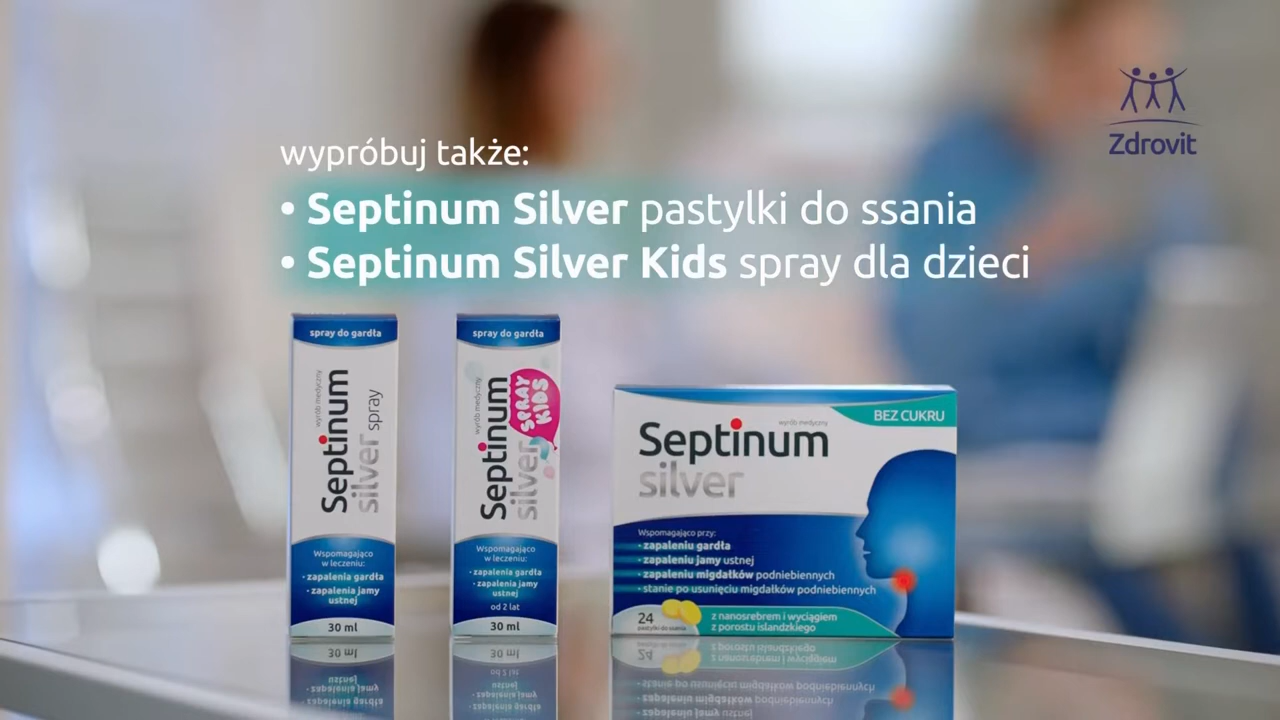 Zdrovit
wypróbuj także:
• Septinum Silver pastylki do ssania
• Septinum Silver Kids spray dla dzieci
spray do gardła
wyrób medyczny
Septinum
silver spray
Wspomagająco
w leczeniu:
• zapalenia gardła
• zapalenia jamy
ustnej
30 ml
spray do gardła
wyrób medyczny
Septinum
silver
SPRAY
KIDS
Wspomagająco
w leczeniu:
• zapalenia gardła
• zapalenia jamy
ustnej
od 2 lat
30 ml
wyrób medyczny
BEZ CUKRU
Septinum
silver
Wspomagająco przy:
• zapaleniu gardła
• zapaleniu jamy ustnej
• zapaleniu migdałków podniebiennych
• stanie po usunięciu migdałków podniebiennych
24
pastylki do ssania
z nanosrebrem i wyciągiem
z porostu islandzkiego